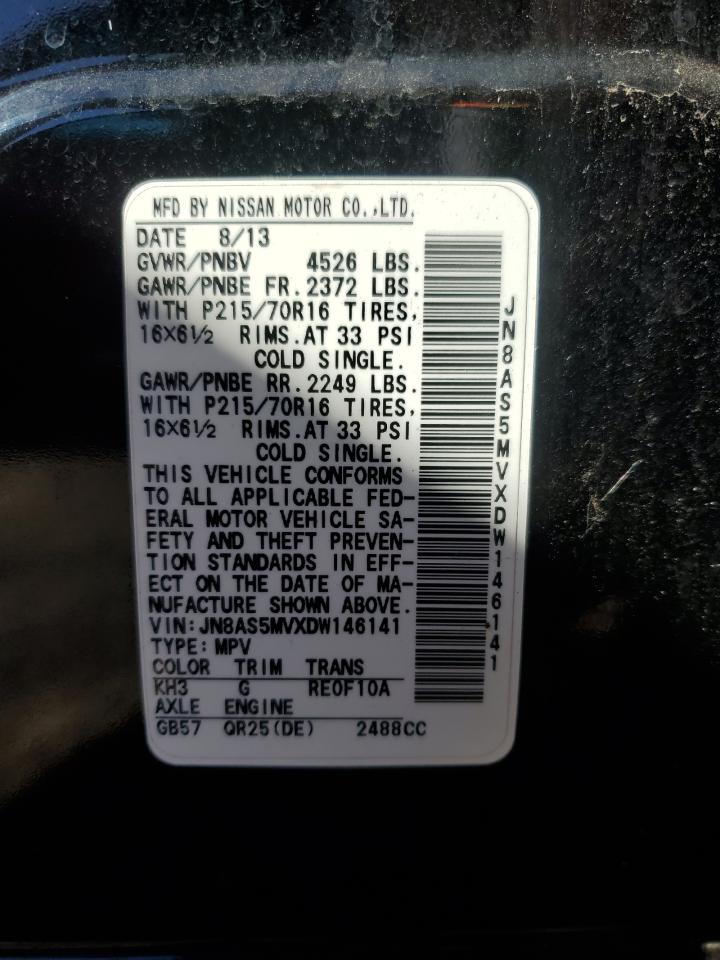 MFD BY NISSAN MOTOR CO.,LTD.
DATE 8/13
GVWR/PNBV 4526 LBS.
GAWR/PNBE FR. 2372 LBS.
WITH P215/70R16 TIRES,
16X6½ RIMS. AT 33 PSI
COLD SINGLE.
GAWR/PNBE RR. 2249 LBS.
WITH P215/70R16 TIRES,
16X6½ RIMS. AT 33 PSI
COLD SINGLE.
THIS VEHICLE CONFORMS
TO ALL APPLICABLE FED-
ERAL MOTOR VEHICLE SA-
FETY AND THEFT PREVEN-
TION STANDARDS IN EFF-
ECT ON THE DATE OF MA-
NUFACTURE SHOWN ABOVE.
VIN:JN8AS5MVXDW146141
TYPE:MPV
COLOR TRIM TRANS
KH3 G RE0F10A
AXLE ENGINE
GB57 QR25(DE) 2488CC
JN8AS5MVXDW146141